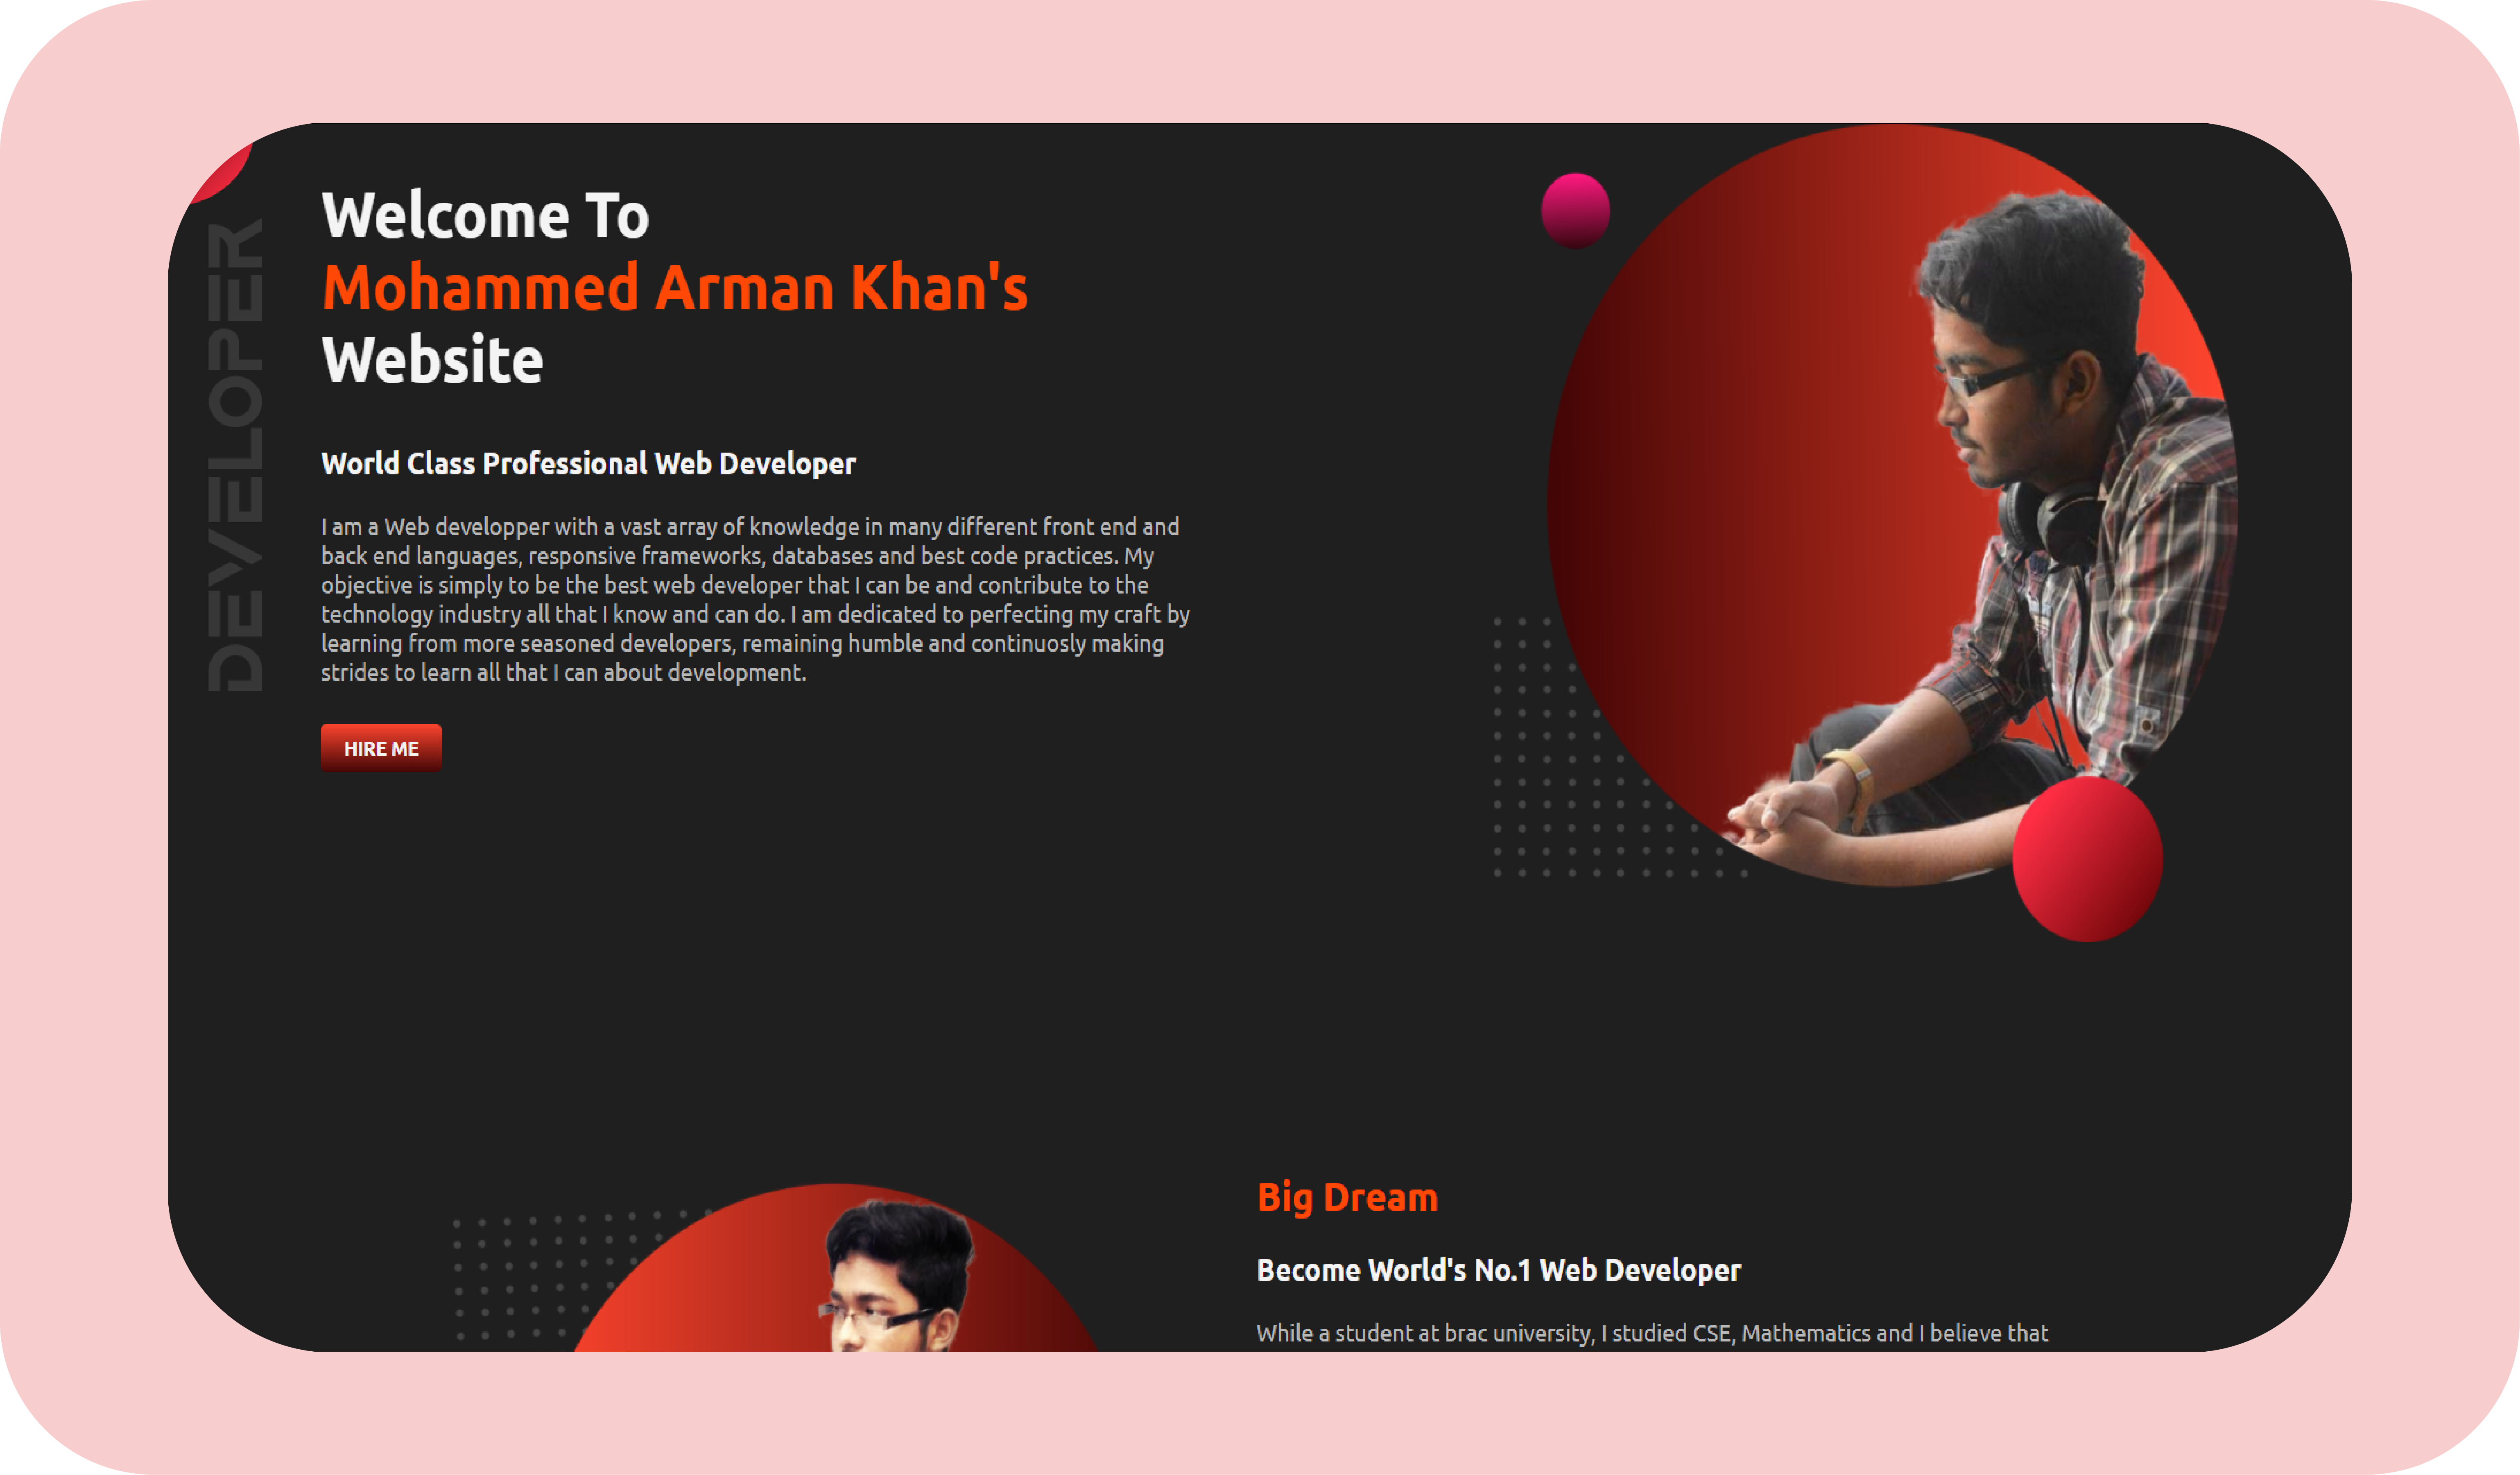 DEVELOPER
Welcome To
Mohammed Arman Khan's
Website
World Class Professional Web Developer
I am a Web developper with a vast array of knowledge in many different front end and
back end languages, responsive frameworks, databases and best code practices. My
objective is simply to be the best web developer that I can be and contribute to the
technology industry all that I know and can do. I am dedicated to perfecting my craft by
learning from more seasoned developers, remaining humble and continuosly making
strides to learn all that I can about development.
HIRE ME
Big Dream
Become World's No.1 Web Developer
While a student at brac university, I studied CSE, Mathematics and I believe that